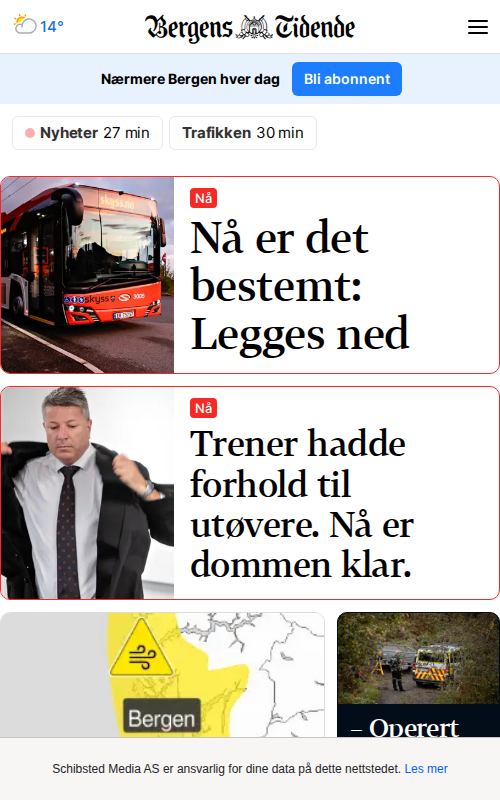 14°
Bergens Tidende
Nærmere Bergen hver dag
Bli abonnent
Nyheter 27 min
Trafikken 30 min
skyss.no
skyss
3005
Nå
Nå er det
bestemt:
Legges ned
Nå
Trener hadde
forhold til
utøvere. Nå er
dommen klar.
Bergen
– Operert
Schibsted Media AS er ansvarlig for dine data på dette nettstedet. Les mer